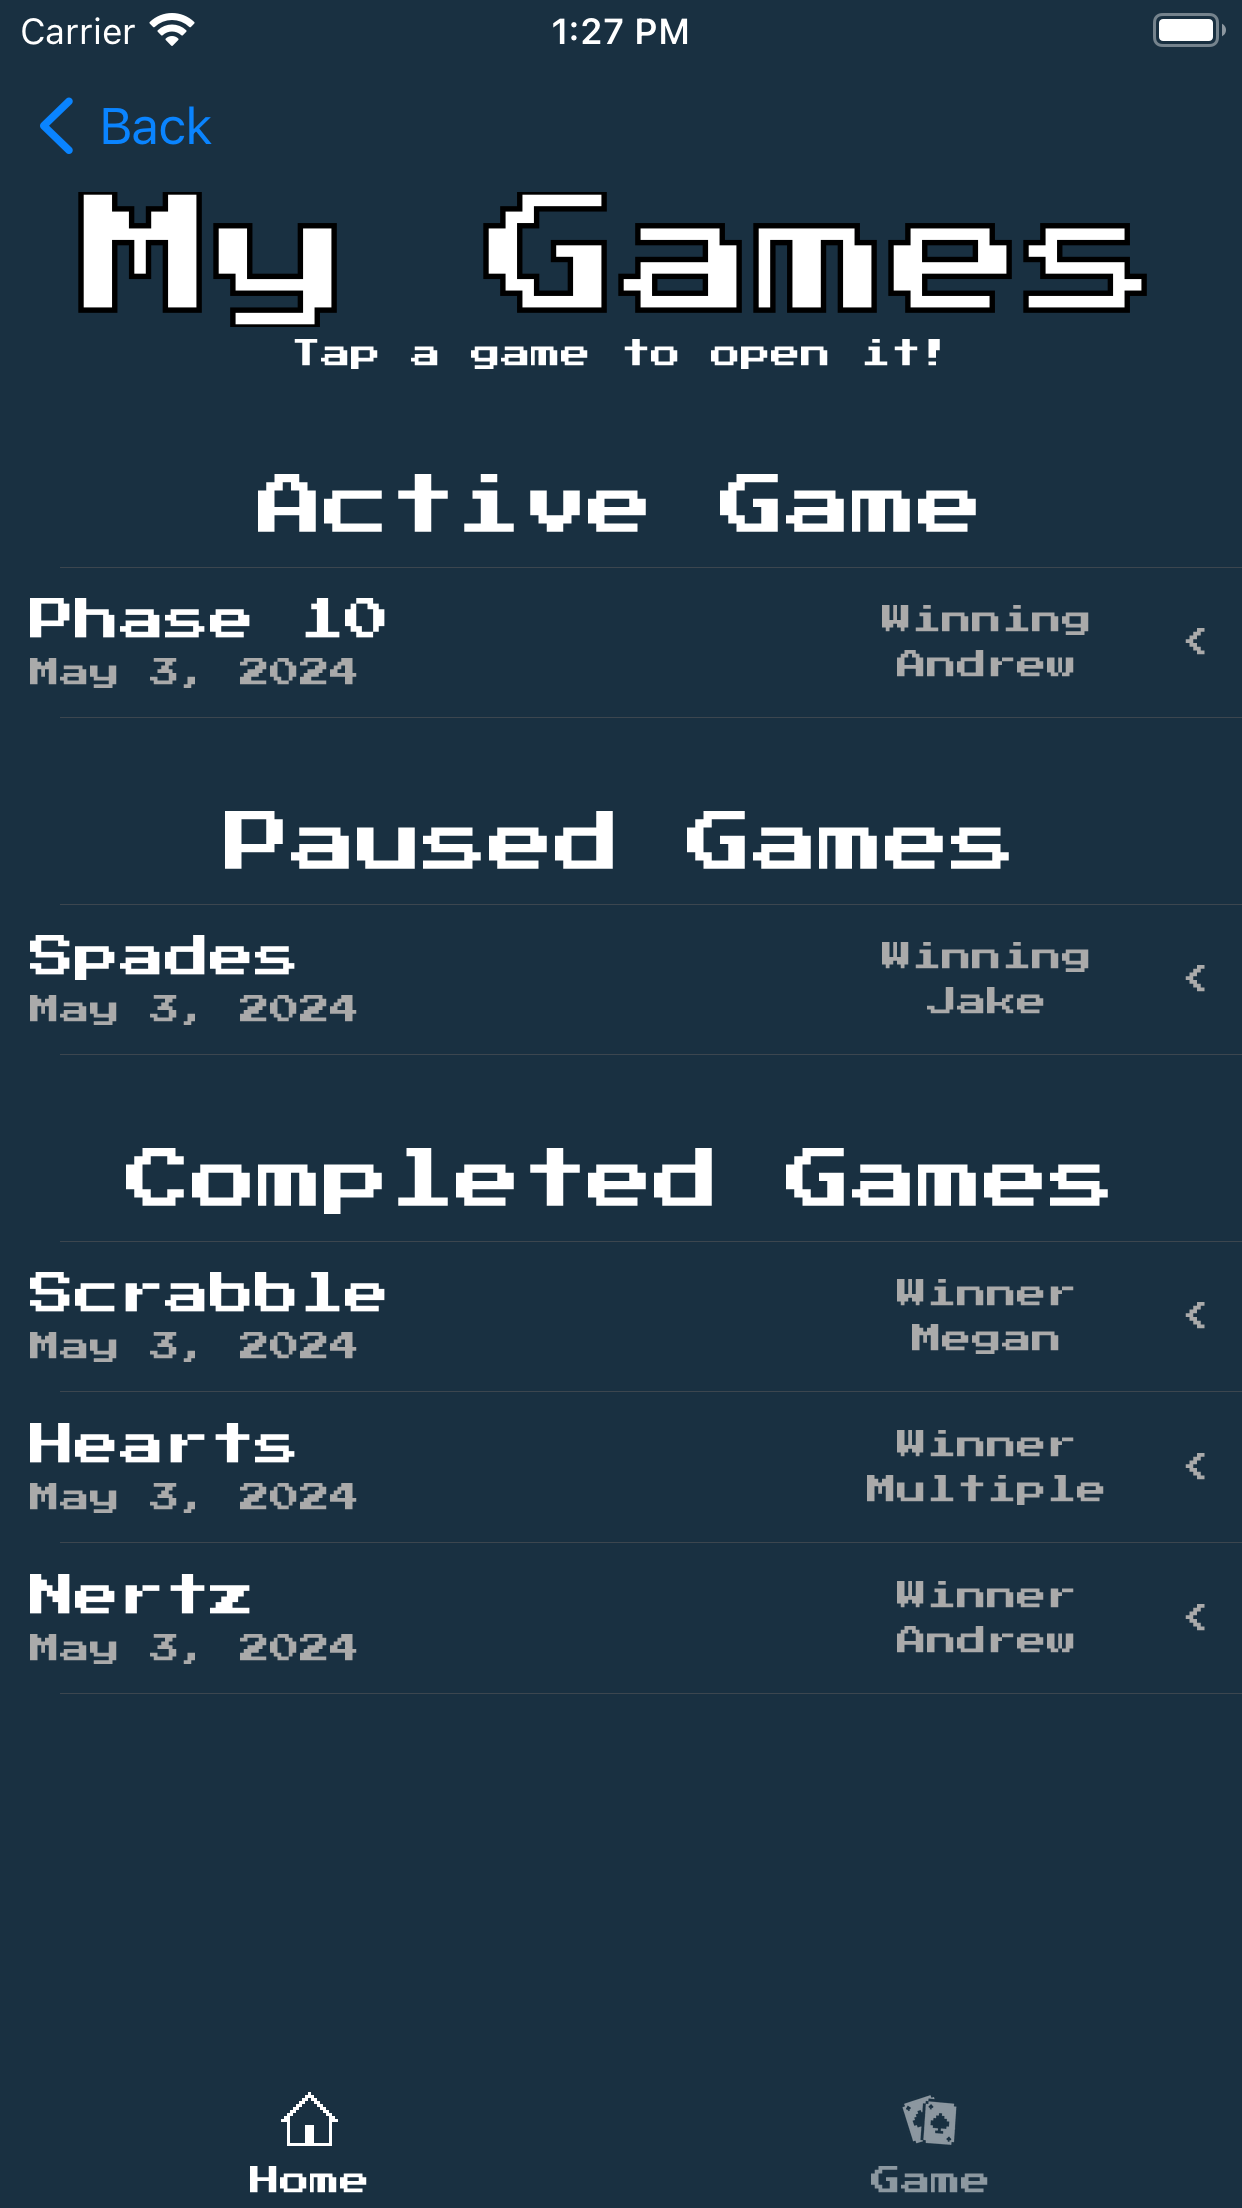 Carrier 1:27 PM
Back
My Games
Tap a game to open it!
Active Game
Phase 10
May 3, 2024
Winning
Andrew
<
Paused Games
Spades
May 3, 2024
Winning
Jake
<
Completed Games
Scrabble
May 3, 2024
Winner
Megan
<
Hearts
May 3, 2024
Winner
Multiple
<
Nertz
May 3, 2024
Winner
Andrew
<
Home Game